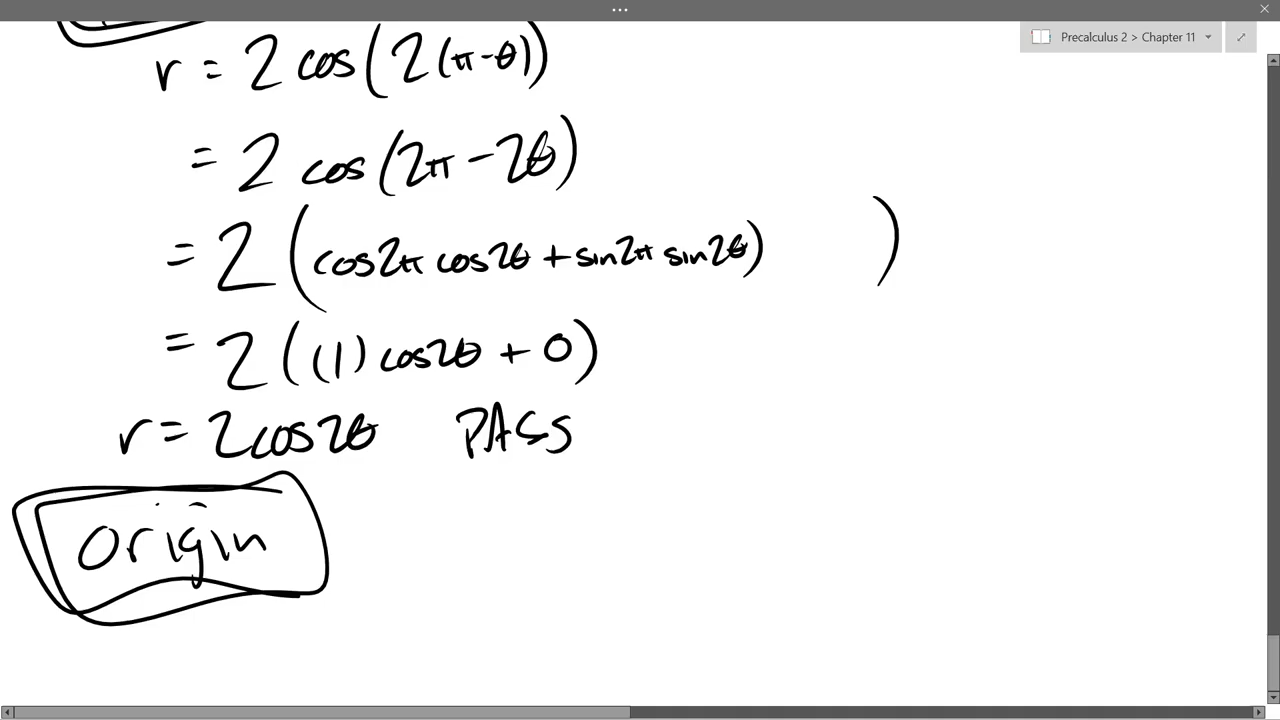 Precalculus 2 > Chapter 11
r = 2 cos(2(π-θ))
= 2 cos(2π - 2θ)
= 2 (cos2π cos2θ + sin2π sin2θ) )
= 2 ((1) cos2θ + 0)
r = 2cos2θ PASS
origin